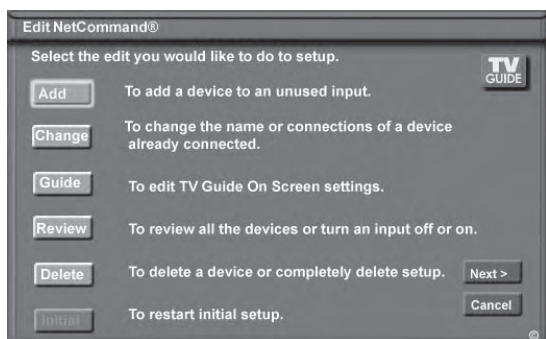 Edit NetCommand®
Select the edit you would like to do to setup.
TV
GUIDE
Add To add a device to an unused input.
Change To change the name or connections of a device
already connected.
Guide To edit TV Guide On Screen settings.
Review To review all the devices or turn an input off or on.
Delete To delete a device or completely delete setup. Next >
Cancel
Initial To restart initial setup.
©